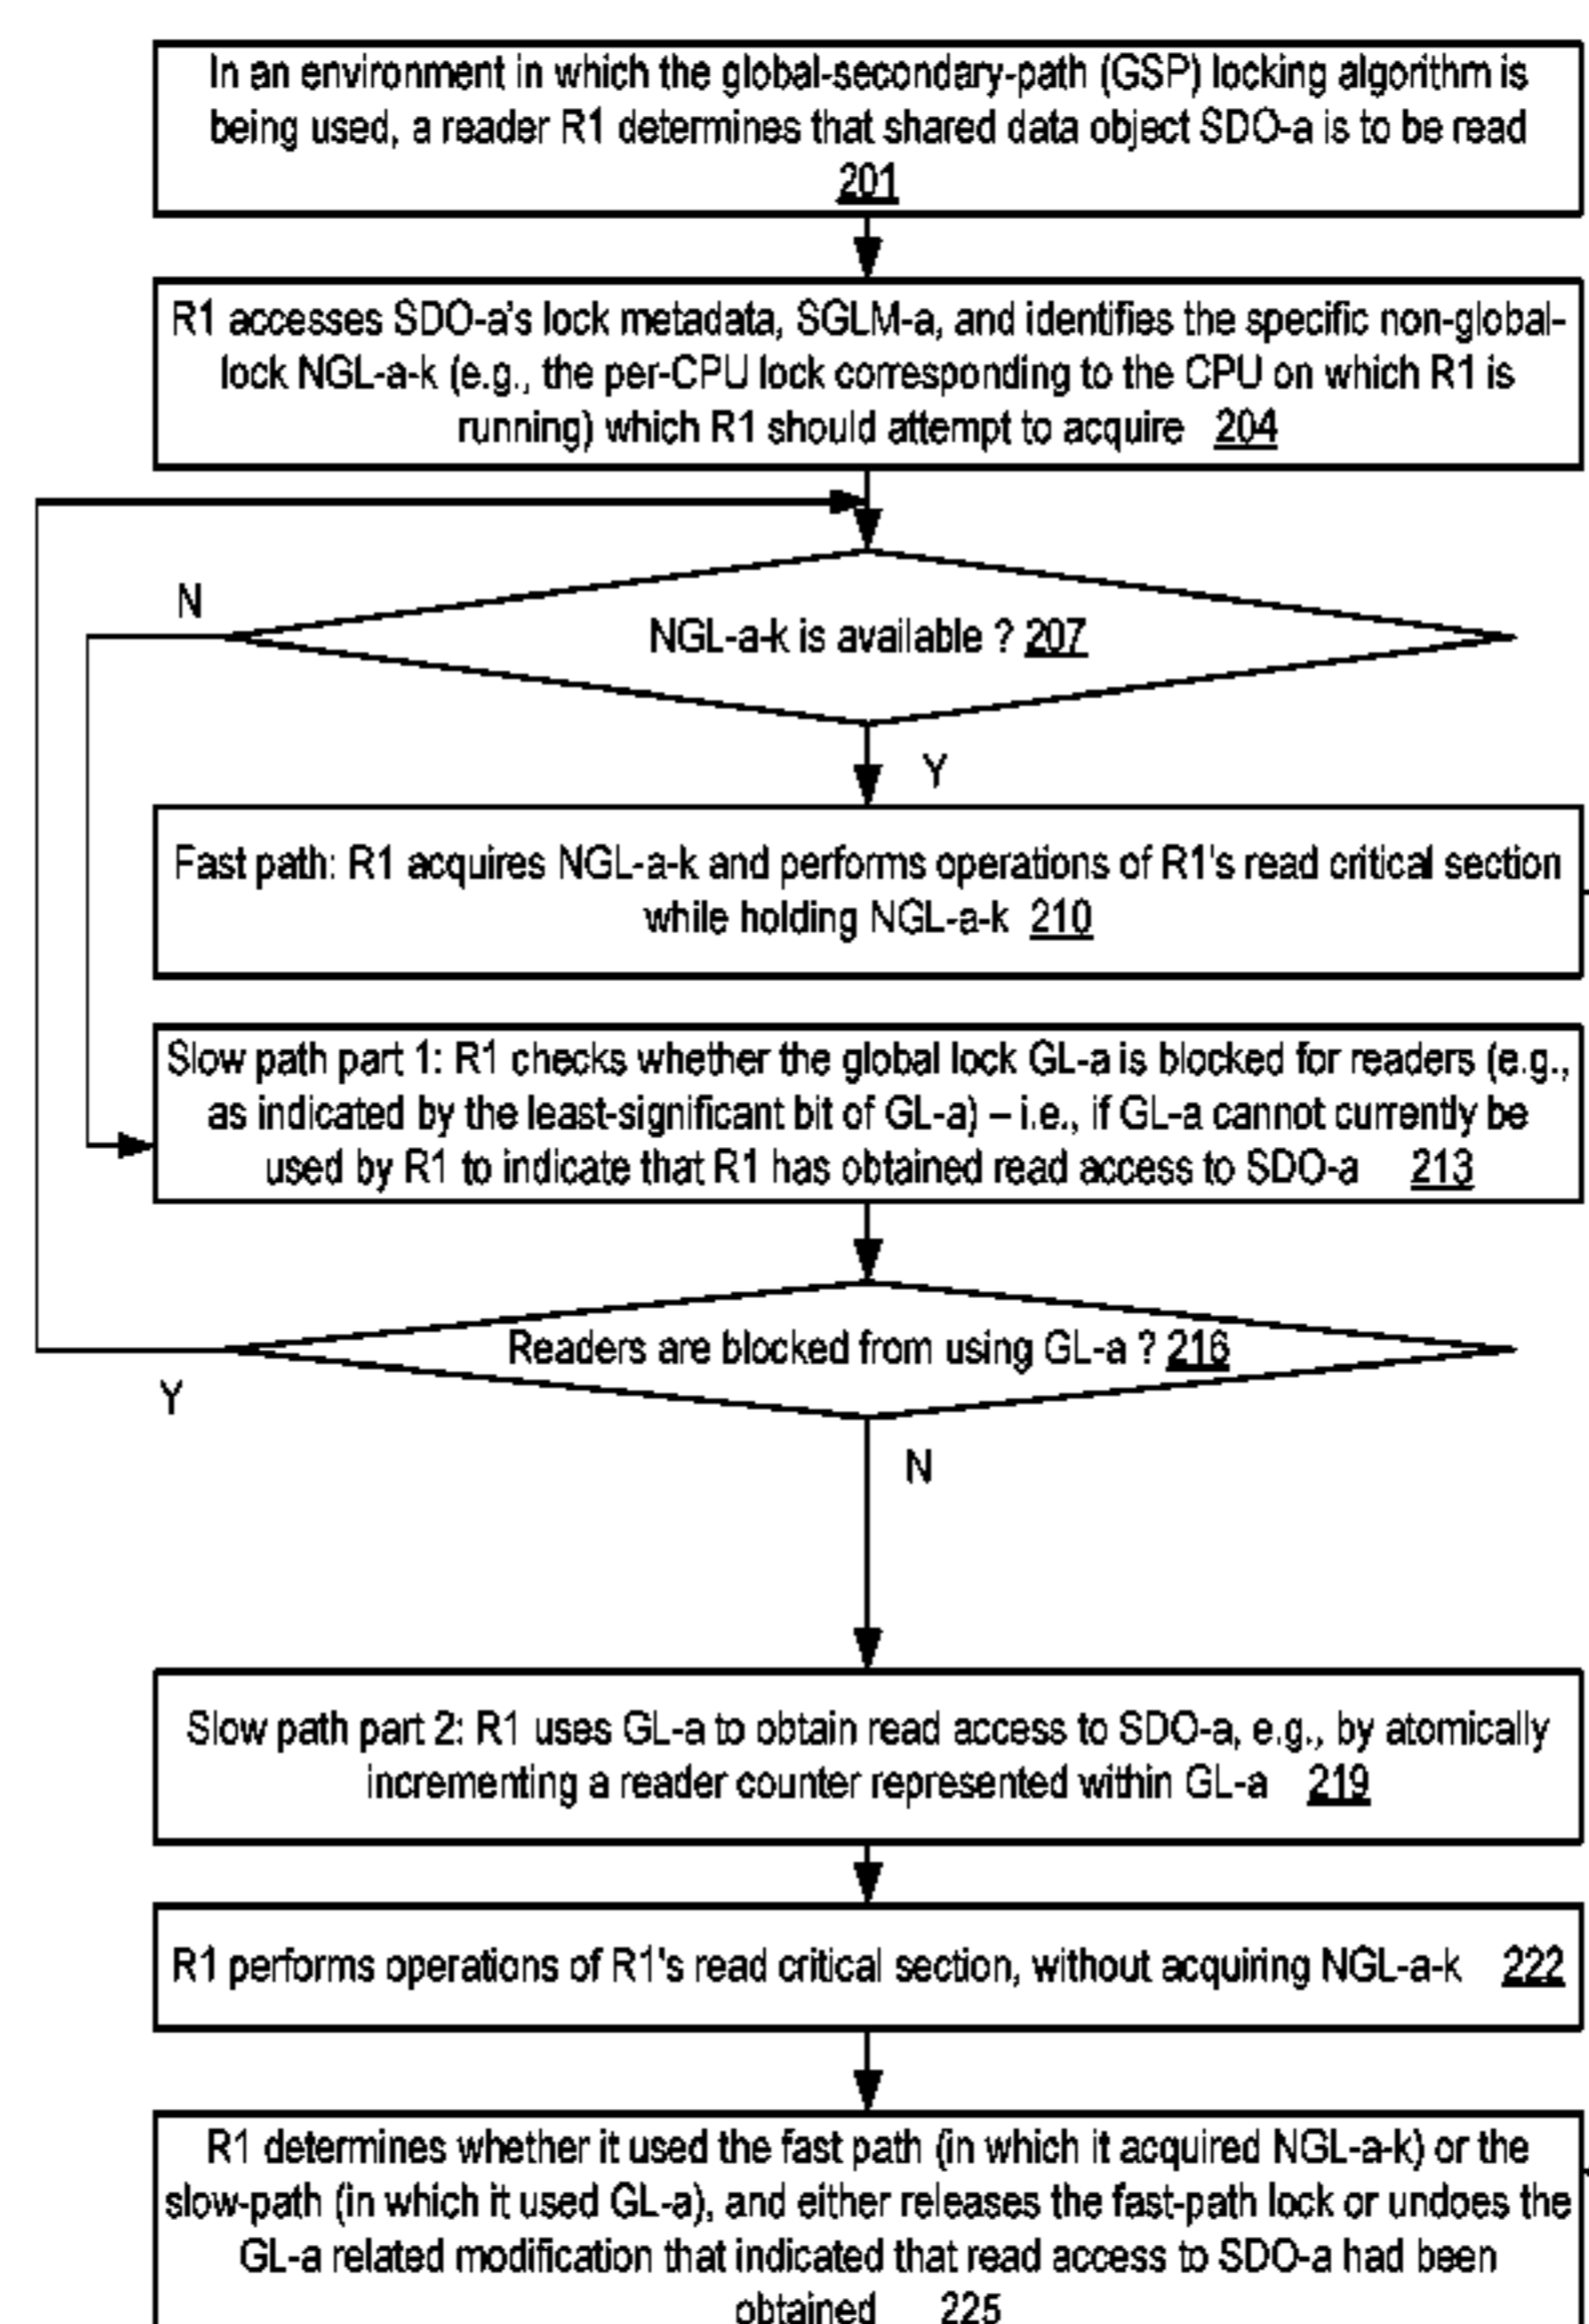 In an environment in which the global-secondary-path (GSP) locking algorithm is
being used, a reader R1 determines that shared data object SDO-a is to be read
201
R1 accesses SDO-a's lock metadata, SGLM-a, and identifies the specific non-global-
lock NGL-a-k (e.g., the per-CPU lock corresponding to the CPU on which R1 is
running) which R1 should attempt to acquire 204
N
NGL-a-k is available ? 207
Y
Fast path: R1 acquires NGL-a-k and performs operations of R1's read critical section
while holding NGL-a-k 210
Slow path part 1: R1 checks whether the global lock GL-a is blocked for readers (e.g.,
as indicated by the least-significant bit of GL-a) – i.e., if GL-a cannot currently be
used by R1 to indicate that R1 has obtained read access to SDO-a 213
Readers are blocked from using GL-a ? 216
Y
N
Slow path part 2: R1 uses GL-a to obtain read access to SDO-a, e.g., by atomically
incrementing a reader counter represented within GL-a 219
R1 performs operations of R1's read critical section, without acquiring NGL-a-k 222
R1 determines whether it used the fast path (in which it acquired NGL-a-k) or the
slow-path (in which it used GL-a), and either releases the fast-path lock or undoes the
GL-a related modification that indicated that read access to SDO-a had been
obtained 225